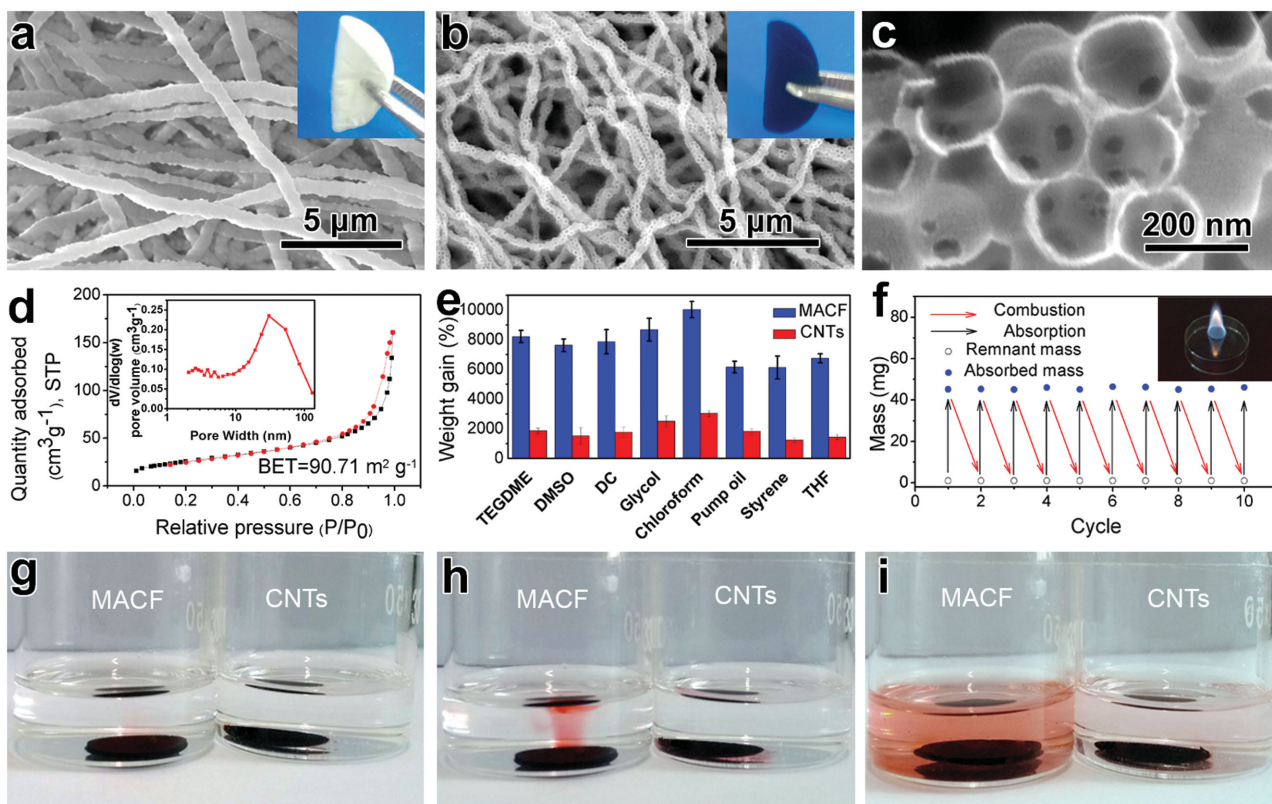 a
5 µm
b
5 µm
c
200 nm
d
Quantity adsorbed
(cm³g⁻¹), STP
200
150
100
50
0
dV/dlog(w)
pore volume (cm3g-1)
0.25
0.20
0.15
0.10
0.05
0.00
1
10
100
Pore Width (nm)
BET=90.71 m² g⁻¹
0.0
0.2
0.4
0.6
0.8
1.0
Relative pressure (P/P0)
e
Weight gain (%)
10000
8000
6000
4000
2000
0
MACF
CNTs
TEGDME
DMSO
DC
Glycol
Chloroform
Pump oil
Styrene
THF
f
Mass (mg)
80
60
40
20
0
Combustion
Absorption
Remnant mass
Absorbed mass
0
2
4
6
8
10
Cycle
g
MACF
CNTs
h
MACF
CNTs
i
MACF
CNTs